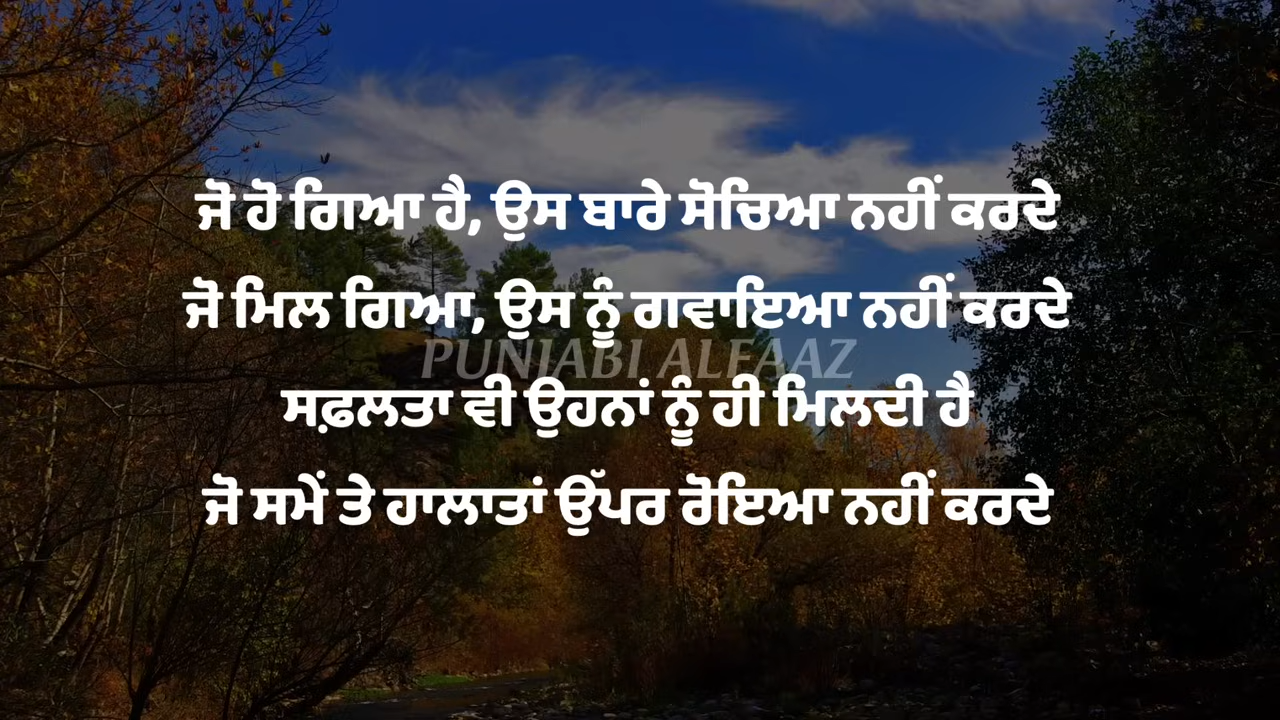 ਜੋ ਹੋ ਗਿਆ ਹੈ, ਉਸ ਬਾਰੇ ਸੋਚਿਆ ਨਹੀਂ ਕਰਦੇ
ਜੋ ਮਿਲ ਗਿਆ, ਉਸ ਨੂੰ ਗਵਾਇਆ ਨਹੀਂ ਕਰਦੇ
PUNJABI ALFAAZ
ਸਫ਼ਲਤਾ ਵੀ ਉਹਨਾਂ ਨੂੰ ਹੀ ਮਿਲਦੀ ਹੈ
ਜੋ ਸਮੇਂ ਤੇ ਹਾਲਾਤਾਂ ਉੱਪਰ ਰੋਇਆ ਨਹੀਂ ਕਰਦੇ